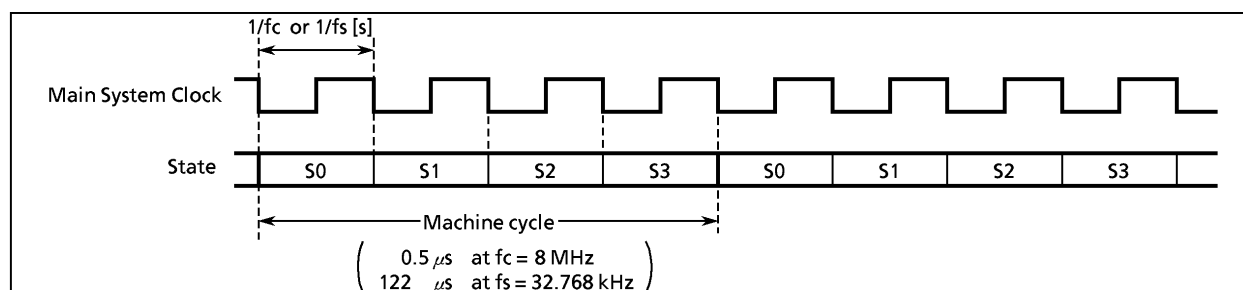 1/fc or 1/fs [s]
Main System Clock
State S0 S1 S2 S3 S0 S1 S2 S3
Machine cycle
0.5 μs at fc = 8 MHz
122 μs at fs = 32.768 kHz